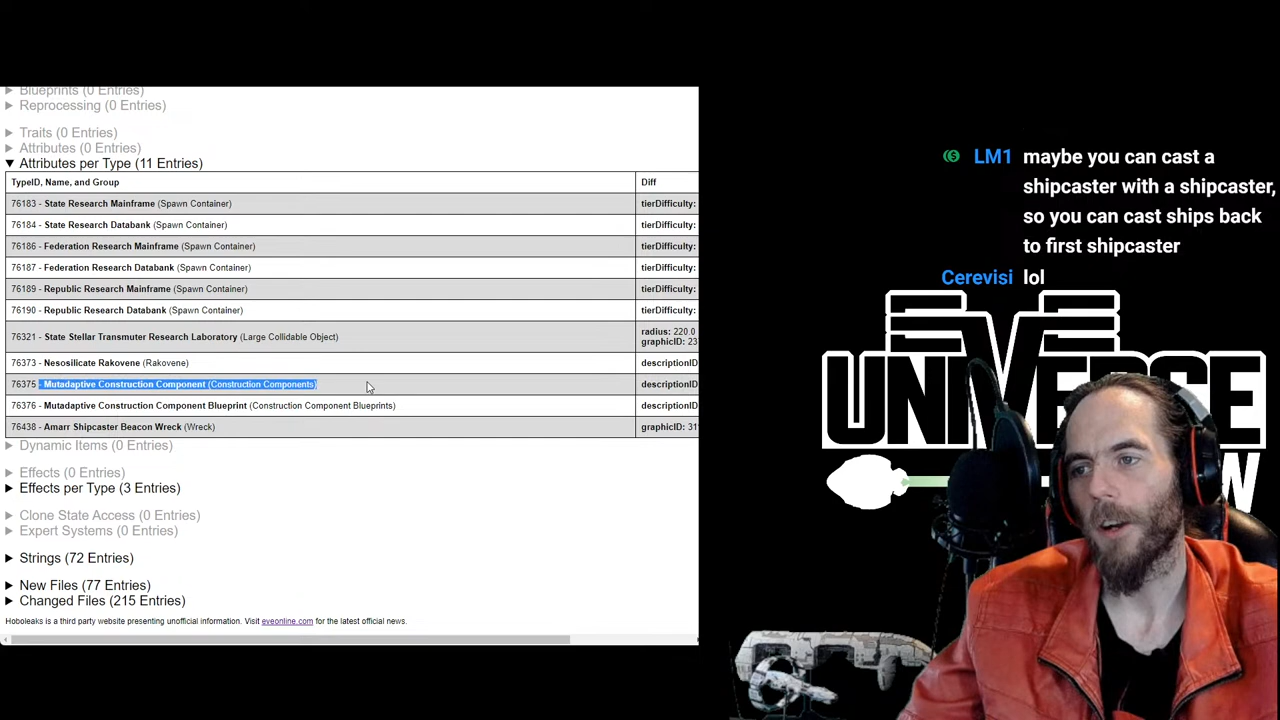 ▶ Blueprints (0 Entries)
▶ Reprocessing (0 Entries)
▶ Traits (0 Entries)
▶ Attributes (0 Entries)
▼ Attributes per Type (11 Entries)
TypeID, Name, and Group Diff
76183 - State Research Mainframe (Spawn Container) tierDifficulty:
76184 - State Research Databank (Spawn Container) tierDifficulty:
76186 - Federation Research Mainframe (Spawn Container) tierDifficulty:
76187 - Federation Research Databank (Spawn Container) tierDifficulty:
76189 - Republic Research Mainframe (Spawn Container) tierDifficulty:
76190 - Republic Research Databank (Spawn Container) tierDifficulty:
76321 - State Stellar Transmuter Research Laboratory (Large Collidable Object) radius: 220.0
graphicID: 23
76373 - Nesosilicate Rakovene (Rakovene) descriptionID
76375 - Mutadaptive Construction Component (Construction Components) descriptionID
76376 - Mutadaptive Construction Component Blueprint (Construction Component Blueprints) descriptionID
76438 - Amarr Shipcaster Beacon Wreck (Wreck) graphicID: 31
▶ Dynamic Items (0 Entries)
▶ Effects (0 Entries)
▶ Effects per Type (3 Entries)
▶ Clone State Access (0 Entries)
▶ Expert Systems (0 Entries)
▶ Strings (72 Entries)
▶ New Files (77 Entries)
▶ Changed Files (215 Entries)
Hoboleaks is a third party website presenting unofficial information. Visit eveonline.com for the latest official news.
LM1 maybe you can cast a
shipcaster with a shipcaster,
so you can cast ships back
to first shipcaster
Cerevisi lol
EVE
UNIVERSE
W